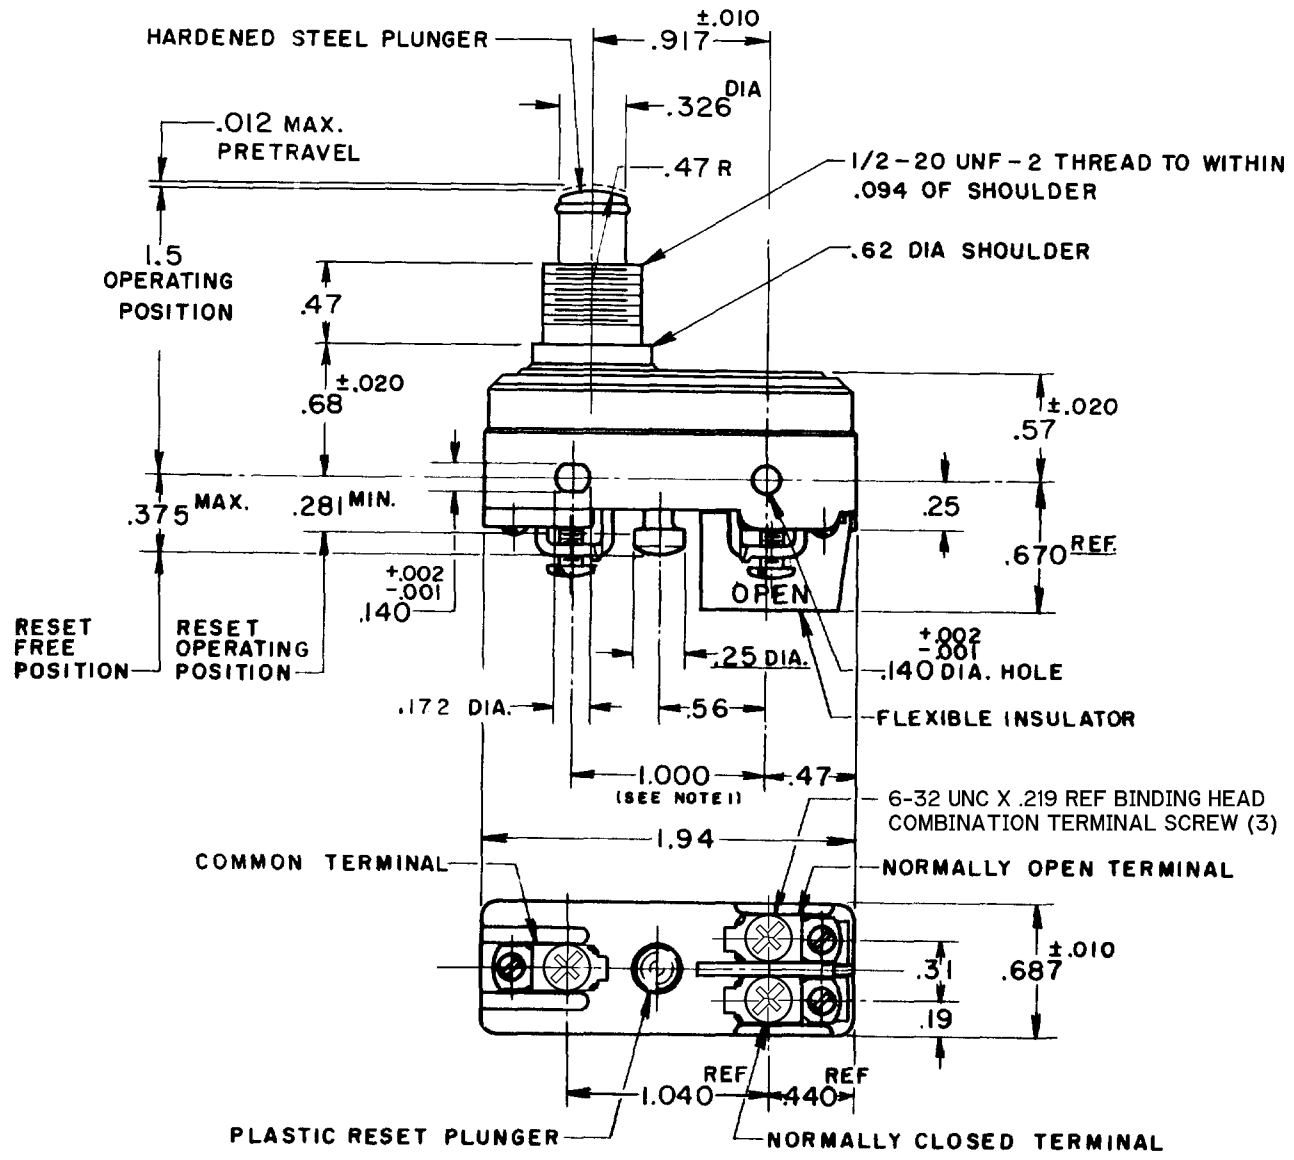 ±.010
HARDENED STEEL PLUNGER
.917
DIA
.326
.012 MAX.
PRETRAVEL
.47 R
1/2-20 UNF-2 THREAD TO WITHIN
.094 OF SHOULDER
1.5
OPERATING
POSITION
.62 DIA SHOULDER
.47
±.020
.68
±.020
.57
.375 MAX.
.281 MIN.
.25
.670 REF.
+.002
-.001
.140
OPEN
RESET
FREE
POSITION
RESET
OPERATING
POSITION
.25 DIA.
+.002
-.001
.140 DIA. HOLE
.172 DIA.
.56
FLEXIBLE INSULATOR
1.000
(SEE NOTE 1)
.47
6-32 UNC X .219 REF BINDING HEAD
COMBINATION TERMINAL SCREW (3)
1.94
COMMON TERMINAL
NORMALLY OPEN TERMINAL
.31
±.010
.687
.19
REF
1.040
REF
.440
PLASTIC RESET PLUNGER
NORMALLY CLOSED TERMINAL